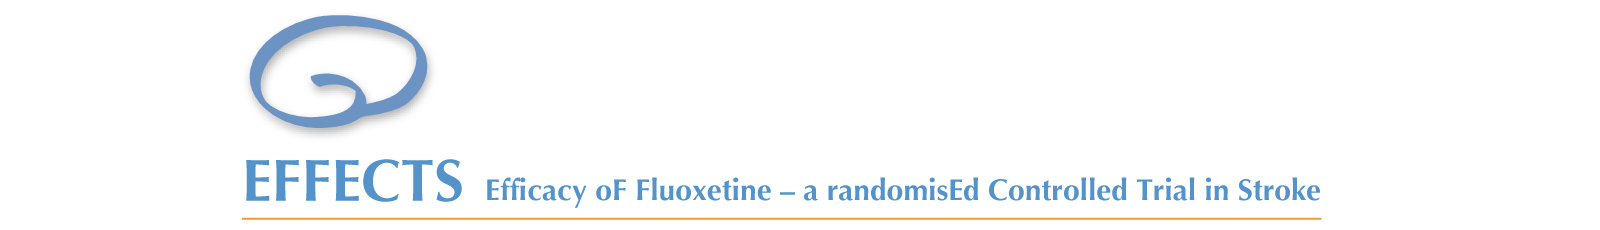 EFFECTS Efficacy oF Fluoxetine – a randomisEd Controlled Trial in Stroke